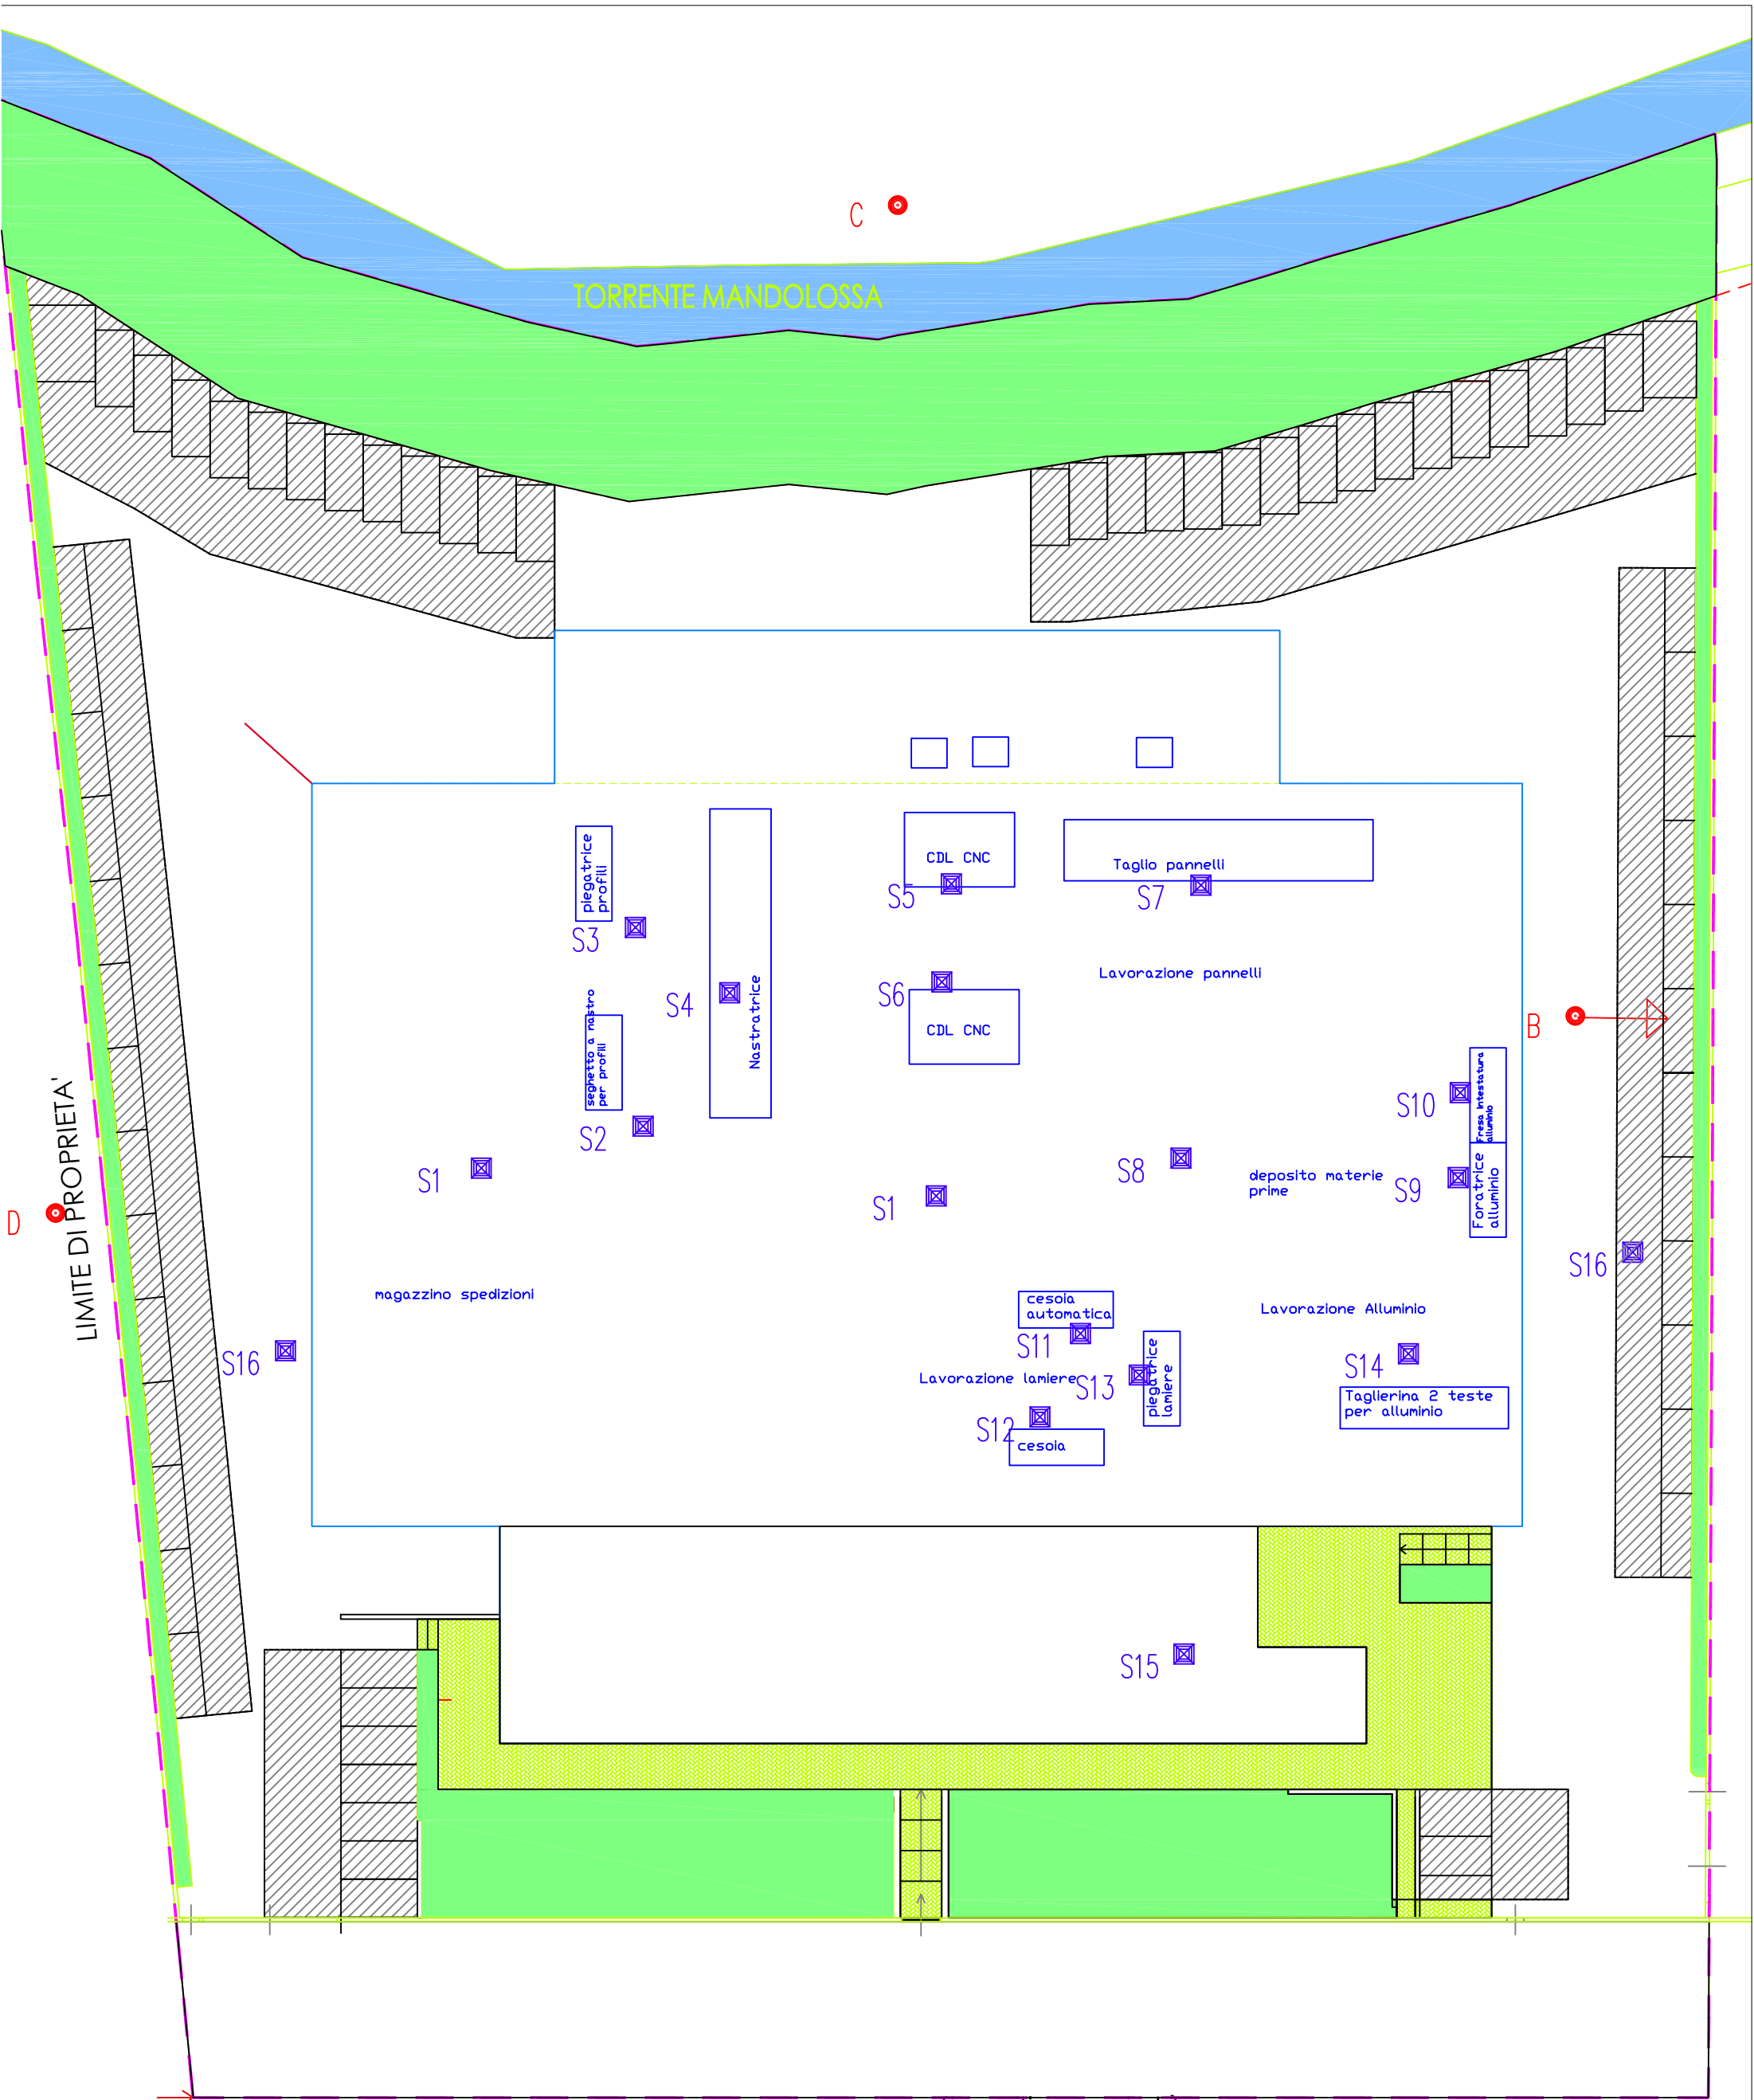 C
TORRENTE MANDOLOSSA
piegatrice
profili
CDL CNC
Taglio pannelli
S5
S7
S3
Lavorazione pannelli
S4
Nastratrice
S6
CDL CNC
B
seghetto a nastro
per profili
Fresa intestatura
alluminio
S10
S2
S1
S8
deposito materie
prime
S9
Foratrice
alluminio
S1
D
LIMITE DI PROPRIETA'
S16
magazzino spedizioni
cesoia
automatica
Lavorazione Alluminio
S11
S16
S14
Lavorazione lamiere
S13
piegatrice
lamiere
Taglierina 2 teste
per alluminio
S12
cesoia
S15